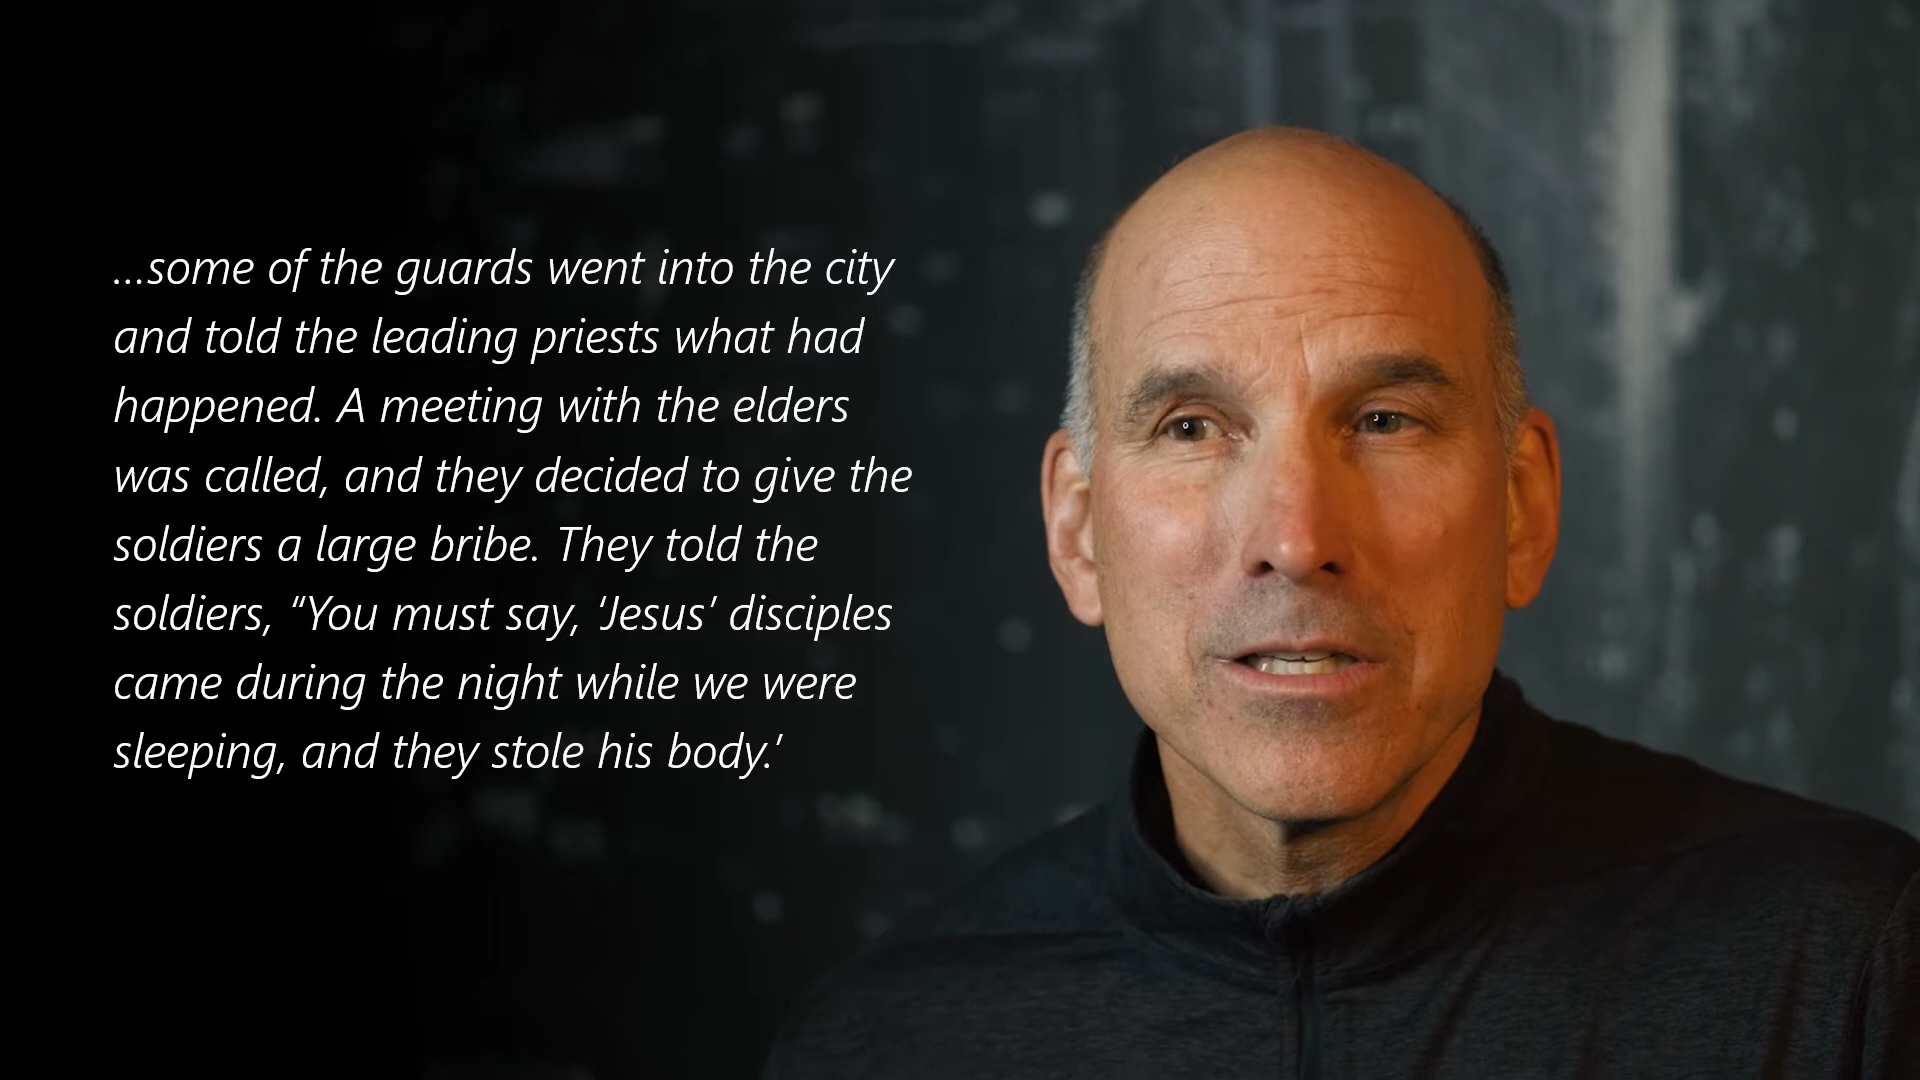 …some of the guards went into the city
and told the leading priests what had
happened. A meeting with the elders
was called, and they decided to give the
soldiers a large bribe. They told the
soldiers, “You must say, ‘Jesus’ disciples
came during the night while we were
sleeping, and they stole his body.’